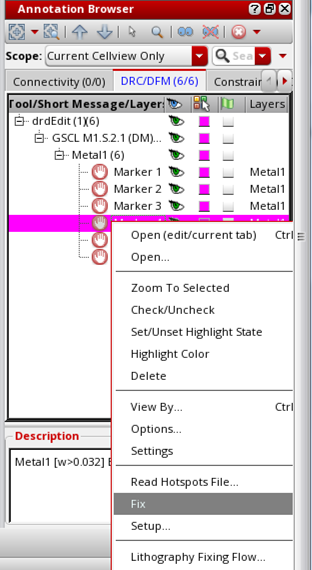 Annotation Browser
Scope: Current Cellview Only
Connectivity (0/0) DRC/DFM (6/6) Constrai
Tool/Short Message/Layer Layers
drdEdit (1)(6)
GSCL M1.S.2.1 (DM)...
Metal1 (6)
Marker 1 Metal1
Marker 2 Metal1
Marker 3 Metal1
Open (edit/current tab) Ctrl
Open...
Zoom To Selected
Check/Uncheck
Set/Unset Highlight State
Highlight Color
Delete
View By... Ctrl
Options...
Settings
Description
Metal1 [w>0.032]
Read Hotspots File...
Fix
Setup...
Lithography Fixing Flow...